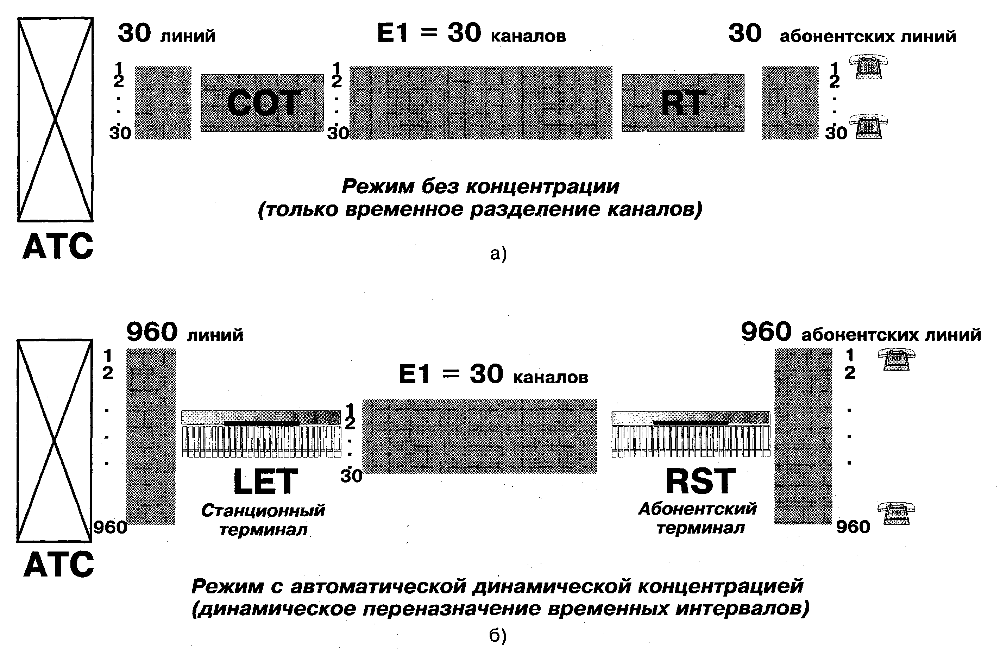 30 линий
E1 = 30 каналов
30 абонентских линий
1
2
.
.
.
30
COT
1
2
.
.
.
30
RT
1
2
.
.
.
30
Режим без концентрации
(только временное разделение каналов)
АТС
а)
960 линий
960 абонентских линий
E1 = 30 каналов
1
2
.
.
.
960
1
2
.
.
.
30
1
2
.
.
.
960
LET
Станционный
терминал
RST
Абонентский
терминал
АТС
Режим с автоматической динамической концентрацией
(динамическое переназначение временных интервалов)
б)